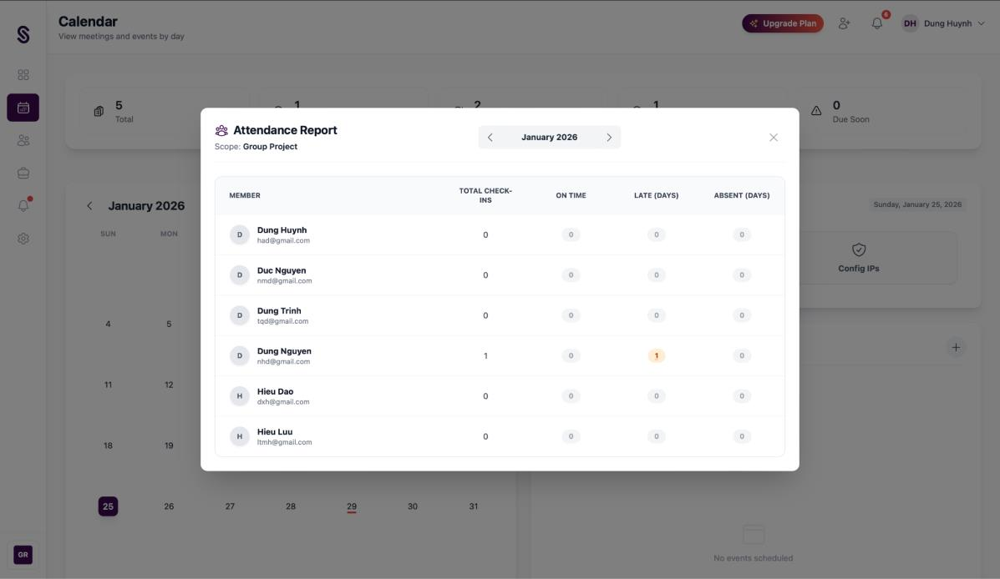 Calendar
View meetings and events by day
Upgrade Plan
6
DH
Dung Huynh
5
Total
1
2
1
0
Due Soon
Attendance Report
Scope: Group Project
January 2026
MEMBER
TOTAL CHECK-
INS
ON TIME
LATE (DAYS)
ABSENT (DAYS)
D
Dung Huynh
had@gmail.com
0
0
0
0
D
Duc Nguyen
nmd@gmail.com
0
0
0
0
D
Dung Trinh
tqd@gmail.com
0
0
0
0
D
Dung Nguyen
nhd@gmail.com
1
0
1
0
H
Hieu Dao
dxh@gmail.com
0
0
0
0
H
Hieu Luu
ltmh@gmail.com
0
0
0
0
January 2026
SUN
MON
4
5
11
12
18
19
25
26
27
28
29
30
31
Sunday, January 25, 2026
Config IPs
No events scheduled
GR